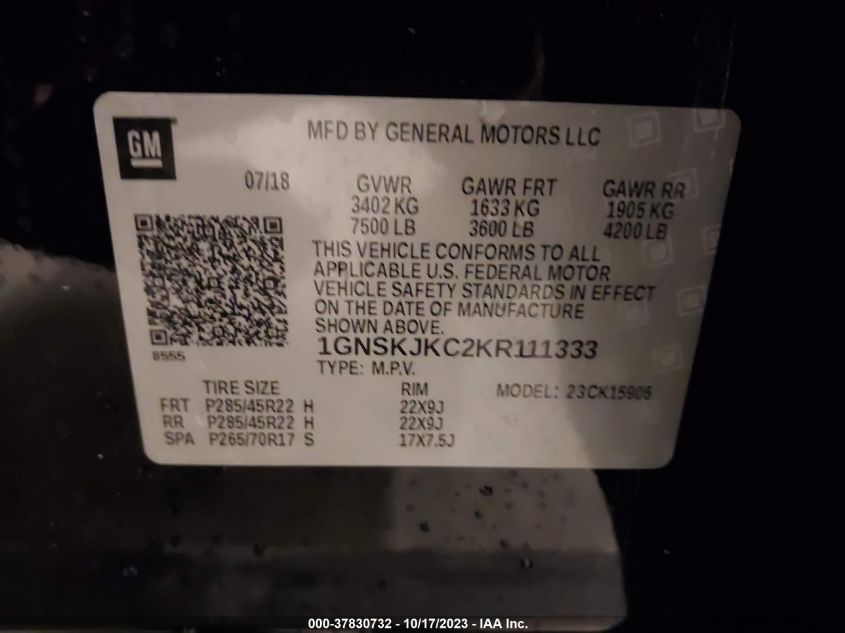 GM
MFD BY GENERAL MOTORS LLC
07/18 GVWR GAWR FRT GAWR RR
3402 KG 1633 KG 1905 KG
7500 LB 3600 LB 4200 LB
THIS VEHICLE CONFORMS TO ALL
APPLICABLE U.S. FEDERAL MOTOR
VEHICLE SAFETY STANDARDS IN EFFECT
ON THE DATE OF MANUFACTURE
SHOWN ABOVE.
8555
1GNSKJKC2KR111333
TYPE: M.P.V.
TIRE SIZE RIM MODEL: 23CK15906
FRT P285/45R22 H 22X9J
RR P285/45R22 H 22X9J
SPA P265/70R17 S 17X7.5J
000-37830732 - 10/17/2023 - IAA Inc.